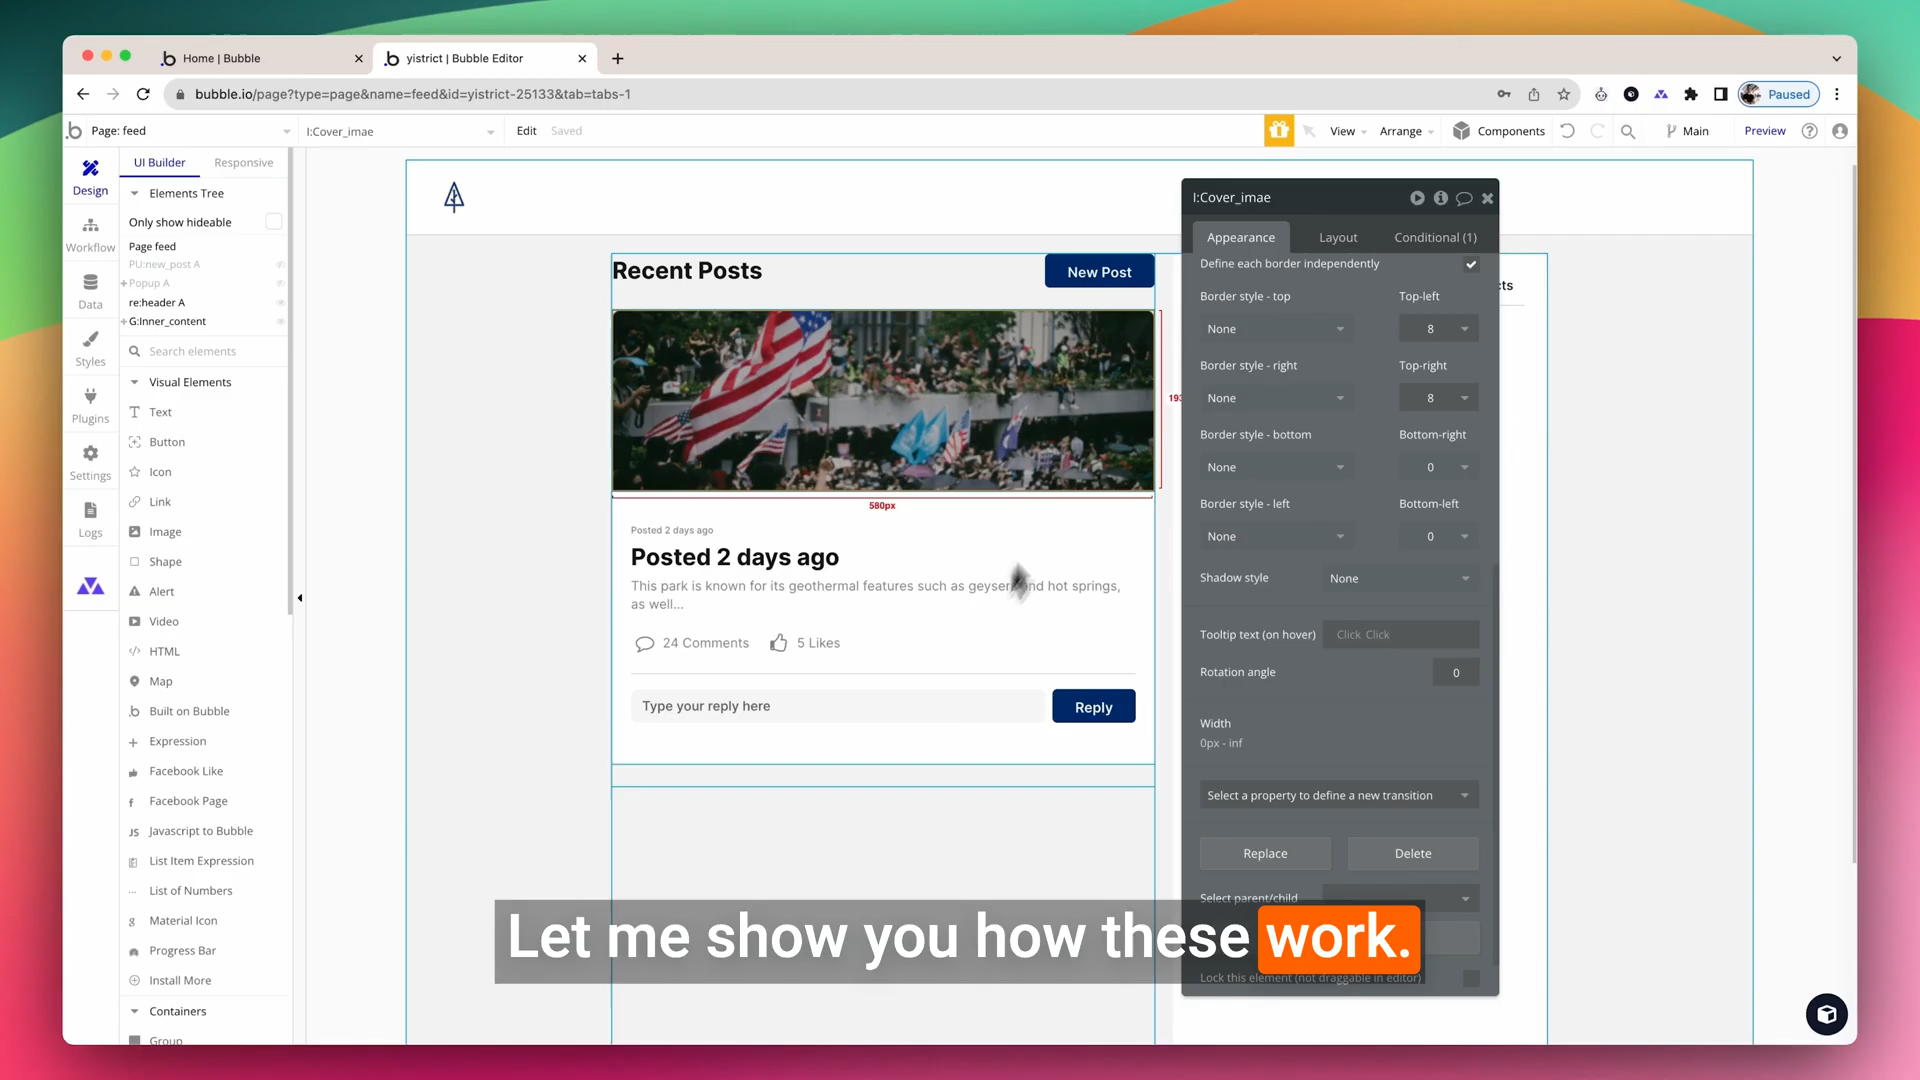 Home | Bubble
yistrict | Bubble Editor
bubble.io/page?type=page&name=feed&id=yistrict-25133&tab=tabs-1
Paused
Page: feed
I:Cover_imae
Edit
Saved
View
Arrange
Components
Main
Preview
Design
Workflow
Data
Styles
Plugins
Settings
Logs
UI Builder
Responsive
Elements Tree
Only show hideable
Page feed
PU:new_post A
Popup A
re:header A
G:Inner_content
Search elements
Visual Elements
Text
Button
Icon
Link
Image
Shape
Alert
Video
HTML
Map
Built on Bubble
Expression
Facebook Like
Facebook Page
Javascript to Bubble
List Item Expression
List of Numbers
Material Icon
Progress Bar
Install More
Containers
Group
Recent Posts
New Post
580px
Posted 2 days ago
Posted 2 days ago
This park is known for its geothermal features such as and hot springs,
as well...
24 Comments
5 Likes
Type your reply here
Reply
I:Cover_imae
Appearance
Layout
Conditional (1)
Define each border independently
Border style - top
Top-left
None
8
Border style - right
Top-right
None
8
Border style - bottom
Bottom-right
None
0
Border style - left
Bottom-left
None
0
Shadow style
None
Tooltip text (on hover)
Click Click
Rotation angle
0
Width
0px - inf
Select a property to define a new transition
Replace
Delete
Select parent/child
Let me show you how these work.
Lock this element (not draggable in editor)